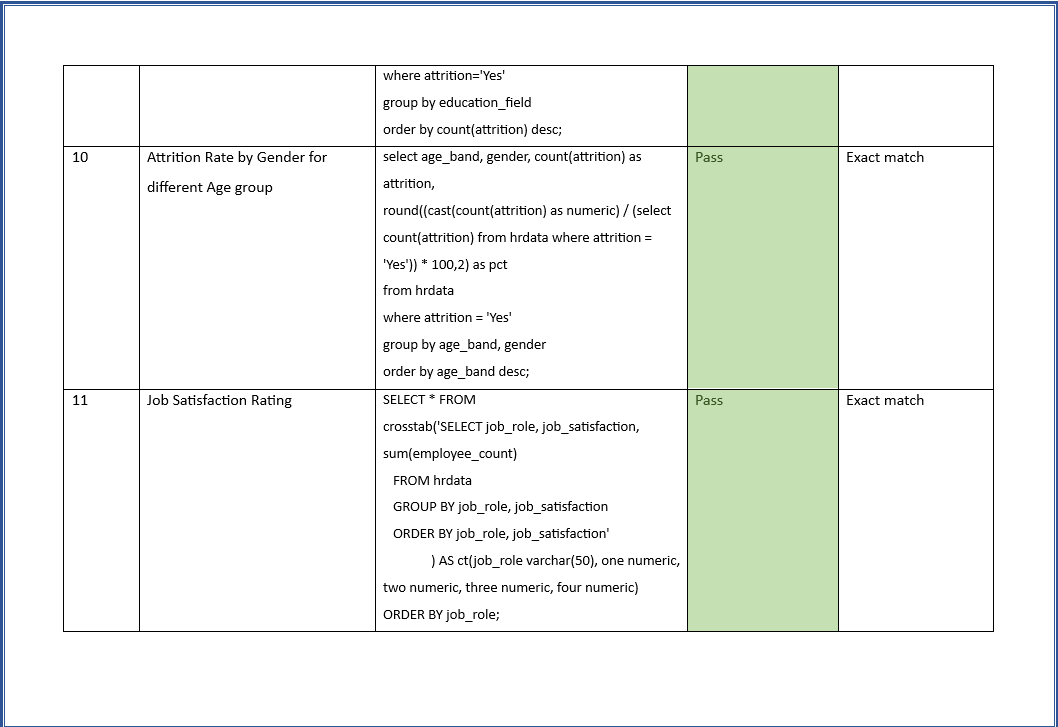 where attrition='Yes'
group by education_field
order by count(attrition) desc;
10
Attrition Rate by Gender for
different Age group
select age_band, gender, count(attrition) as
attrition,
round((cast(count(attrition) as numeric) / (select
count(attrition) from hrdata where attrition =
'Yes')) * 100,2) as pct
from hrdata
where attrition = 'Yes'
group by age_band, gender
order by age_band desc;
Pass
Exact match
11
Job Satisfaction Rating
SELECT * FROM
crosstab('SELECT job_role, job_satisfaction,
sum(employee_count)
FROM hrdata
GROUP BY job_role, job_satisfaction
ORDER BY job_role, job_satisfaction'
) AS ct(job_role varchar(50), one numeric,
two numeric, three numeric, four numeric)
ORDER BY job_role;
Pass
Exact match